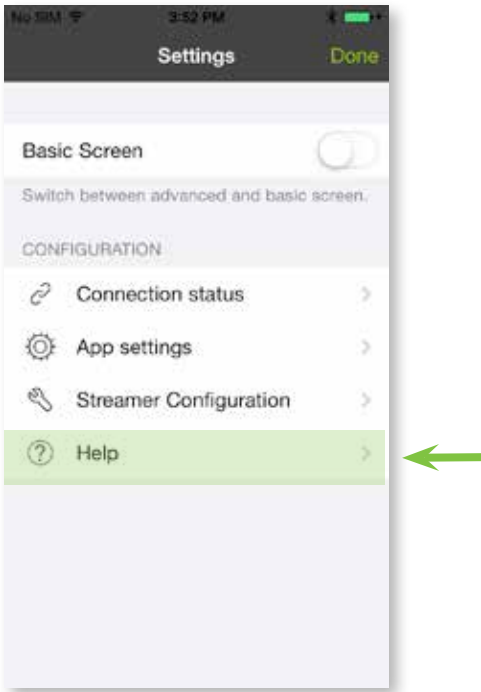 No SIM 3:52 PM
Settings Done
Basic Screen
Switch between advanced and basic screen.
CONFIGURATION
Connection status
App settings
Streamer Configuration
? Help